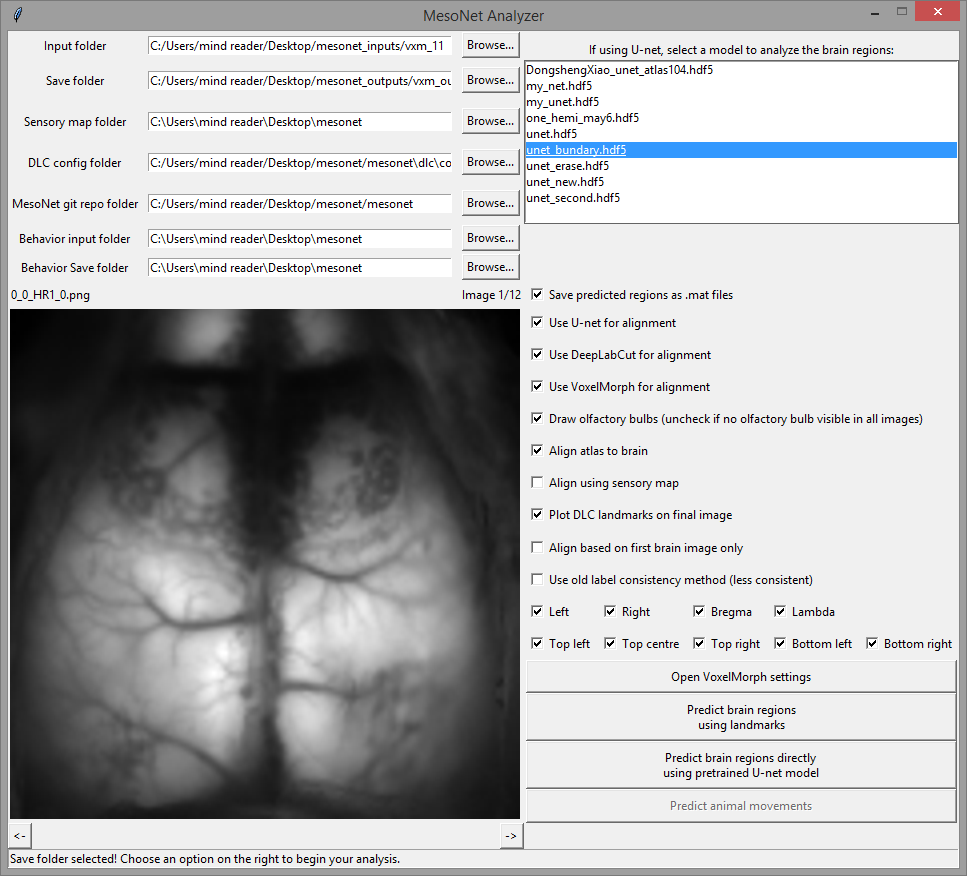 MesoNet Analyzer
Input folder
C:/Users/mind reader/Desktop/mesonet_inputs/vxm_11
Browse...
Save folder
C:/Users/mind reader/Desktop/mesonet_outputs/vxm_ou
Browse...
Sensory map folder
C:\Users\mind reader\Desktop\mesonet
Browse...
DLC config folder
C:/Users/mind reader/Desktop/mesonet/mesonet\dlc\co
Browse...
MesoNet git repo folder
C:/Users/mind reader/Desktop/mesonet/mesonet
Browse...
Behavior input folder
C:\Users\mind reader\Desktop\mesonet
Browse...
Behavior Save folder
C:\Users\mind reader\Desktop\mesonet
Browse...
If using U-net, select a model to analyze the brain regions:
DongshengXiao_unet_atlas104.hdf5
my_net.hdf5
my_unet.hdf5
one_hemi_may6.hdf5
unet.hdf5
unet_bundary.hdf5
unet_erase.hdf5
unet_new.hdf5
unet_second.hdf5
0_0_HR1_0.png
Image 1/12
Save predicted regions as .mat files
Use U-net for alignment
Use DeepLabCut for alignment
Use VoxelMorph for alignment
Draw olfactory bulbs (uncheck if no olfactory bulb visible in all images)
Align atlas to brain
Align using sensory map
Plot DLC landmarks on final image
Align based on first brain image only
Use old label consistency method (less consistent)
Left Right Bregma Lambda
Top left Top centre Top right Bottom left Bottom right
Open VoxelMorph settings
Predict brain regions
using landmarks
Predict brain regions directly
using pretrained U-net model
Predict animal movements
<- ->
Save folder selected! Choose an option on the right to begin your analysis.